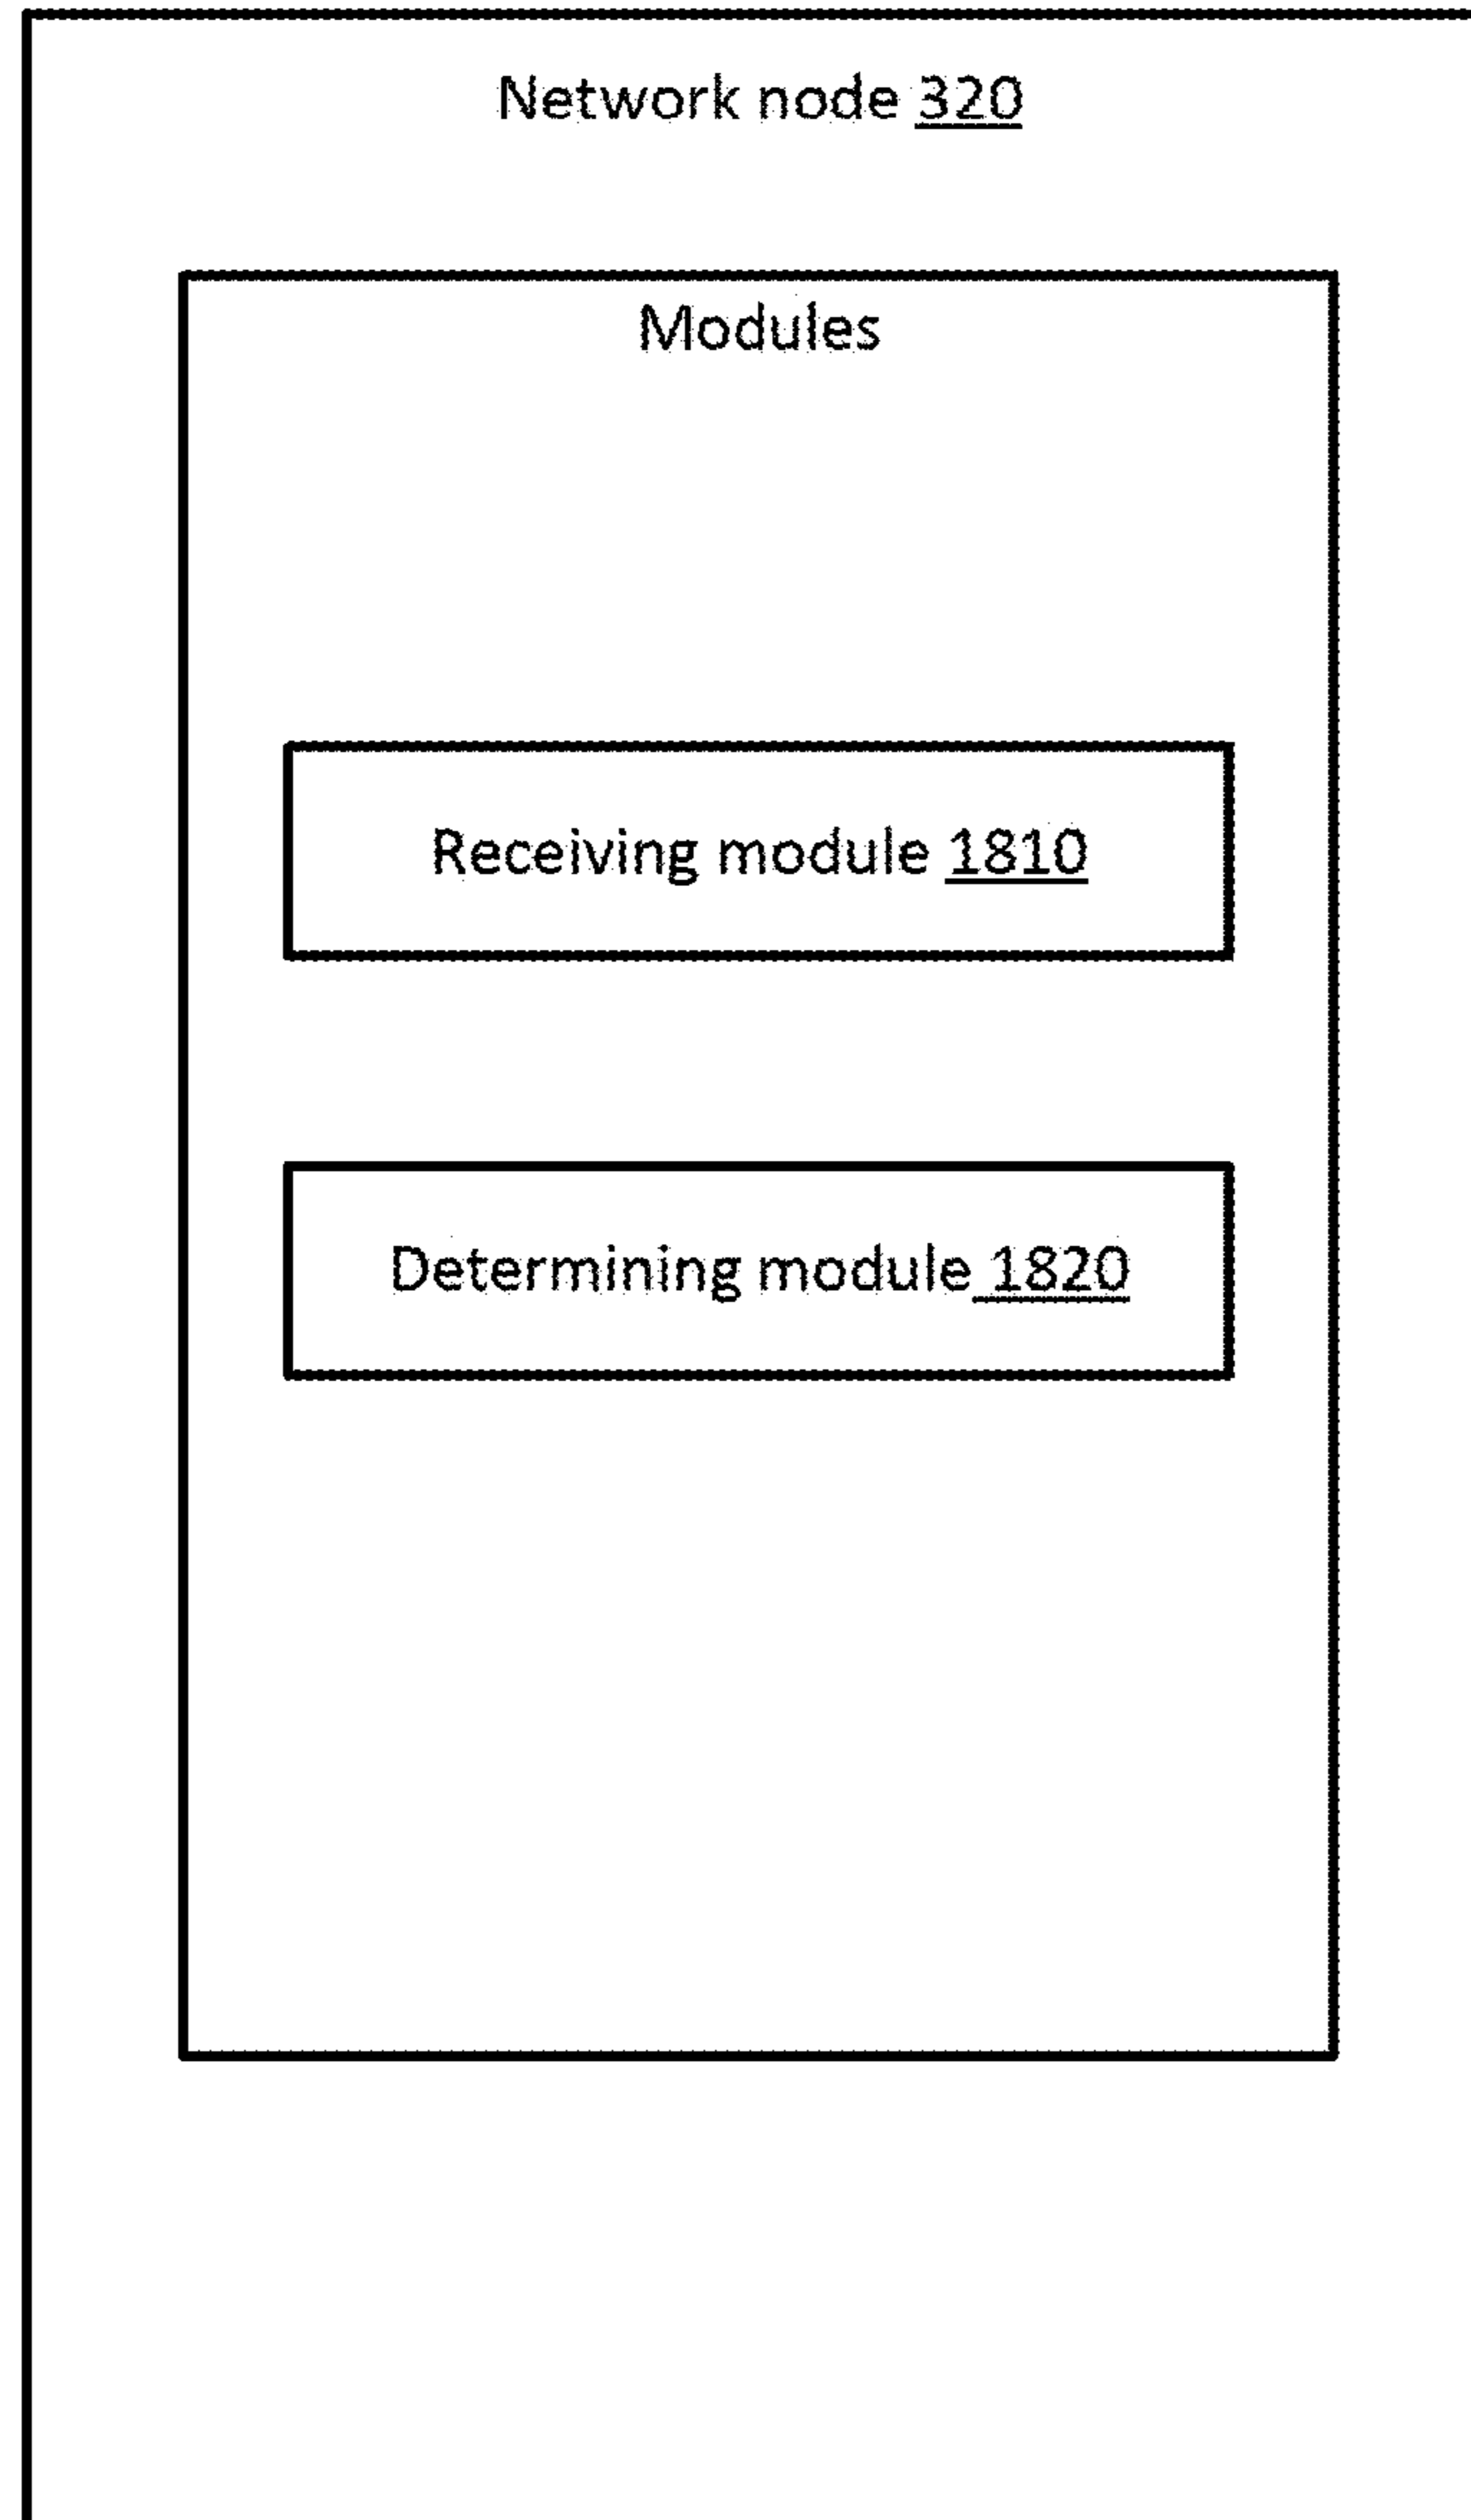 Network node 320
Modules
Receiving module 1810
Determining module 1820